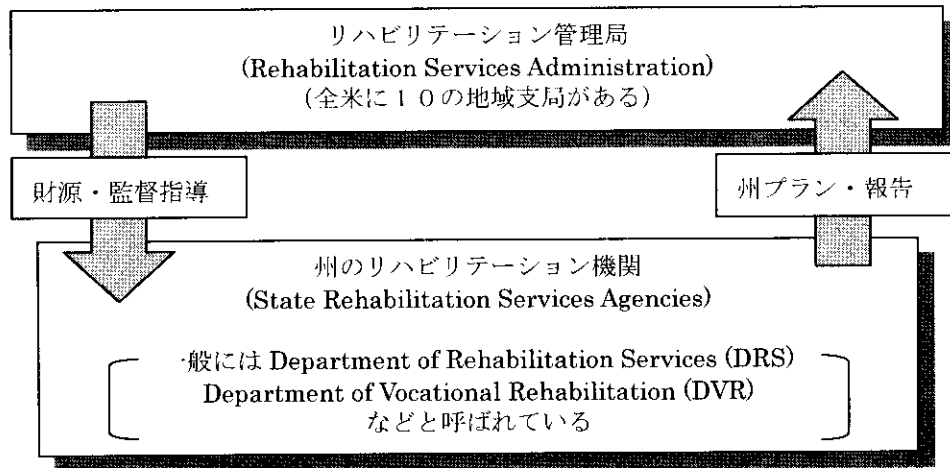 リハビリテーション管理局
(Rehabilitation Services Administration)
(全米に10の地域支局がある)
財源・監督指導
州プラン・報告
州のリハビリテーション機関
(State Rehabilitation Services Agencies)
一般には Department of Rehabilitation Services (DRS)
Department of Vocational Rehabilitation (DVR)
などと呼ばれている